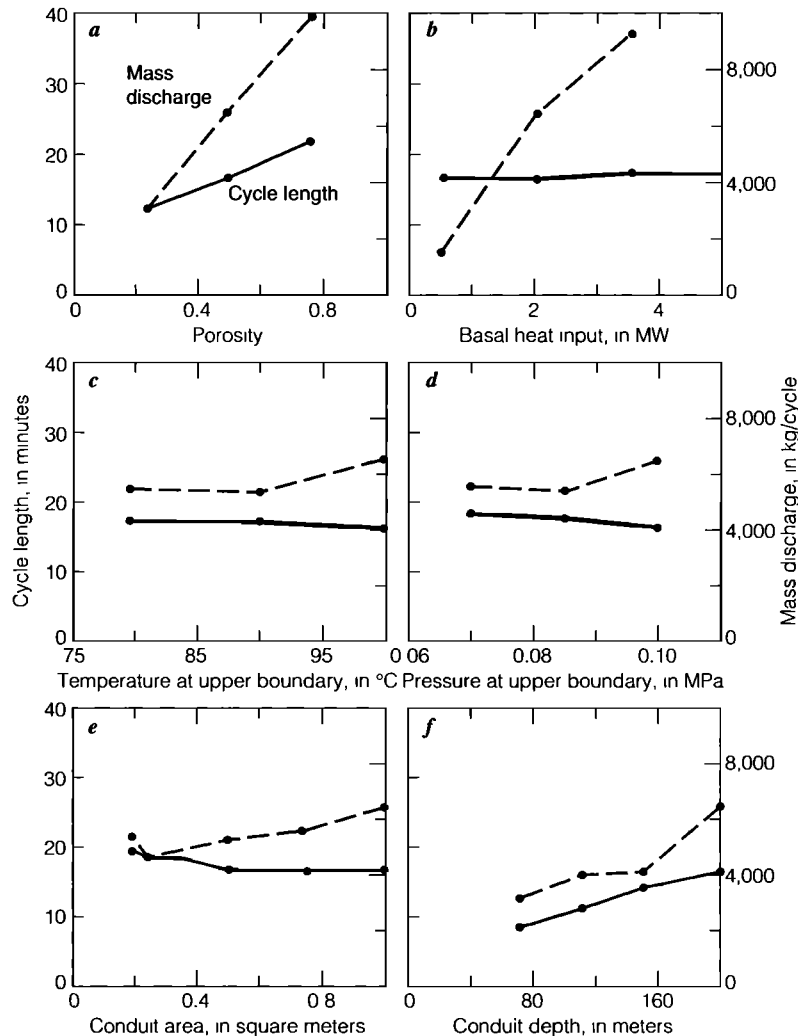 40
a
b
30
Mass
discharge
8,000
20
Cycle length
4,000
10
0
0
0.4
0.8
0
2
4
0
Porosity
Basal heat input, in MW
40
c
d
30
8,000
20
4,000
10
0
0
75
85
95
0 06
0.08
0.10
Temperature at upper boundary, in °C
Pressure at upper boundary, in MPa
Cycle length, in minutes
Mass discharge, in kg/cycle
40
e
f
30
8,000
20
4,000
10
0
0
0
0.4
0 8
0
80
160
Conduit area, in square meters
Conduit depth, in meters